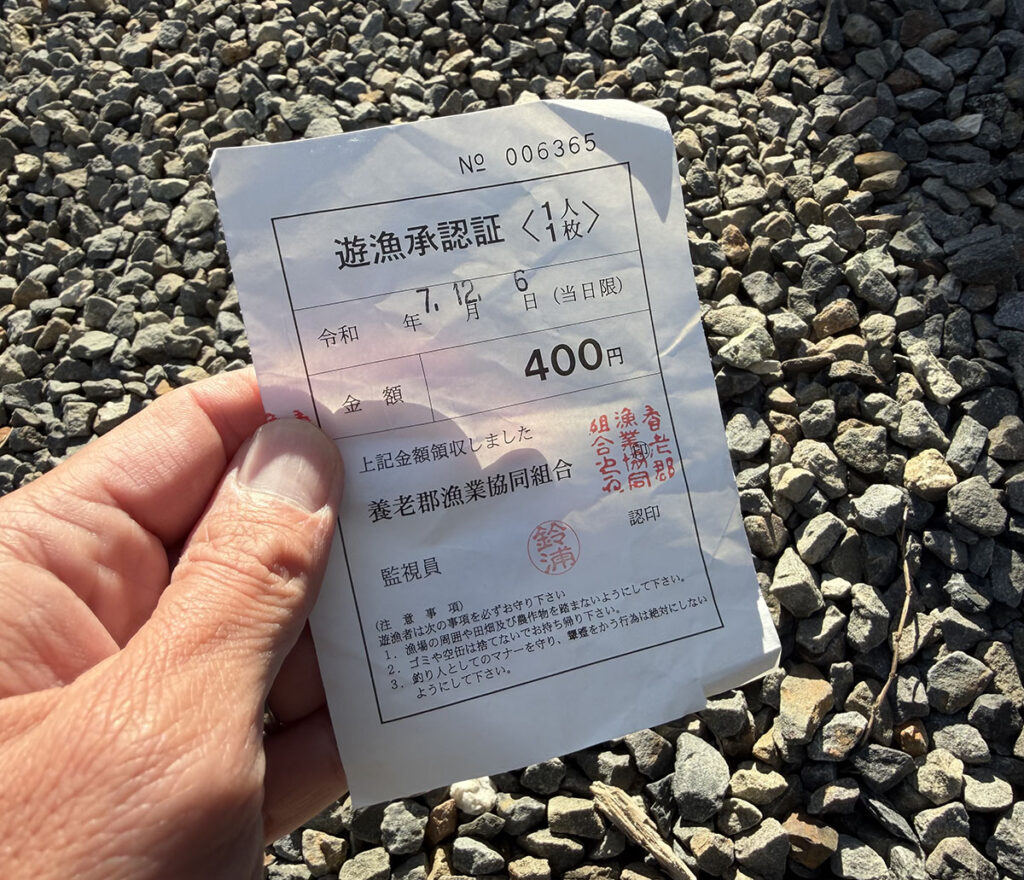 № 006365
遊漁承認証〈1人1枚〉
令和 7年 12月 6日（当日限）
金額 400円
上記金額領収しました
養老郡漁業協同組合 ㊞
養老郡
漁業協同
組合之印
監視員 鈴浦 認印
（注意事項）
遊漁者は次の事項を必ずお守り下さい
1．漁場の周囲や田畑及び農作物を踏まないようにして下さい。
2．ゴミや空缶は捨てないでお持ち帰り下さい。
3．釣り人としてのマナーを守り、顰蹙をかう行為は絶対にしない
ようにして下さい。